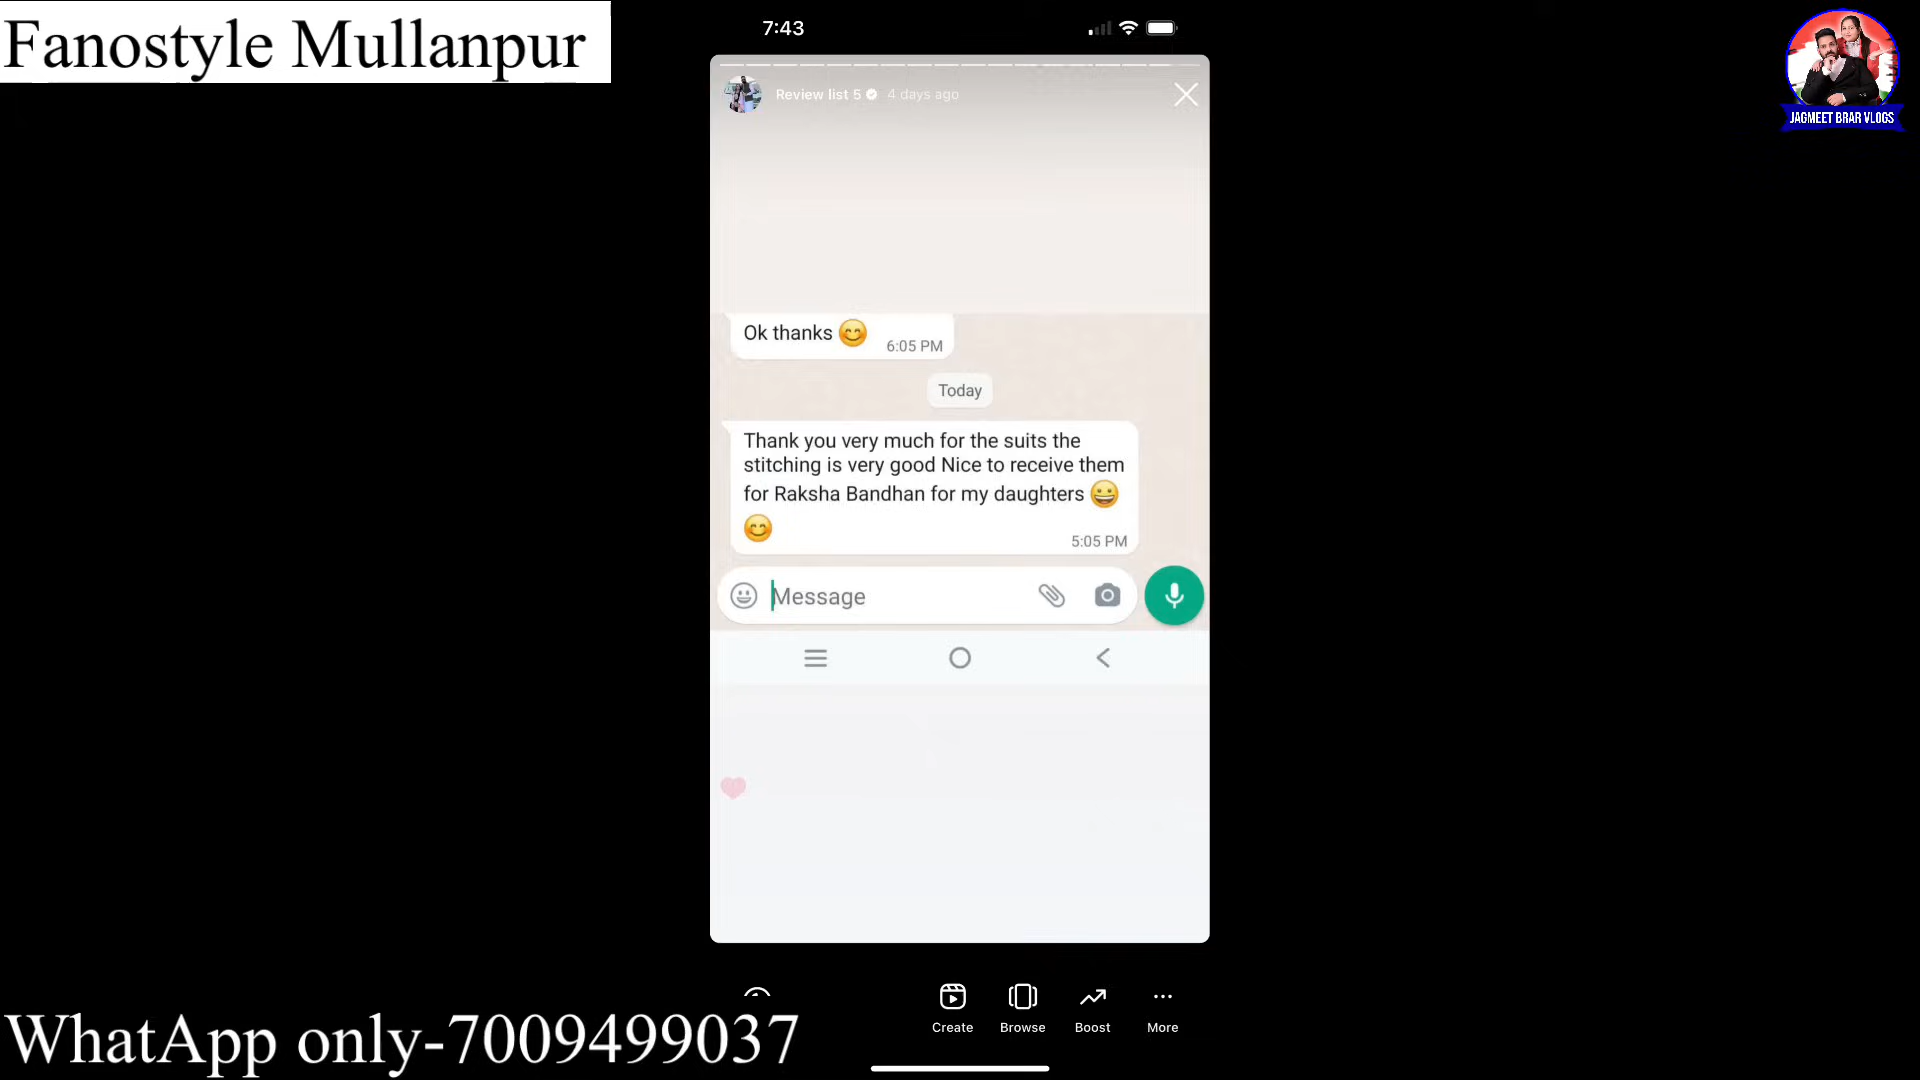 Fanostyle Mullanpur
7:43
JAGMEET BRAR VLOGS
Review list 5 4 days ago
Ok thanks 😊
6:05 PM
Today
Thank you very much for the suits the
stitching is very good Nice to receive them
for Raksha Bandhan for my daughters 😀
😊
5:05 PM
Message
Create Browse Boost More
WhatApp only-7009499037